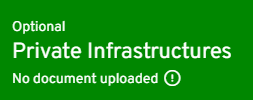 Optional
Private Infrastructures
No document uploaded